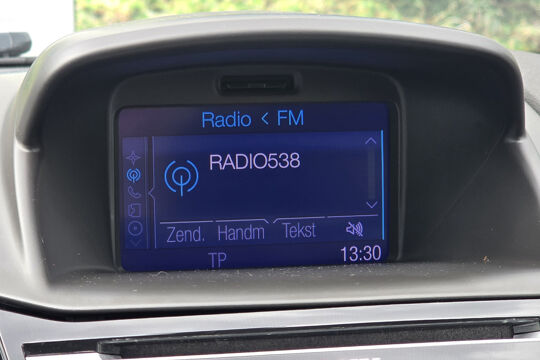 Radio < FM
RADIO538
Zend. Handm Tekst
TP 13:30